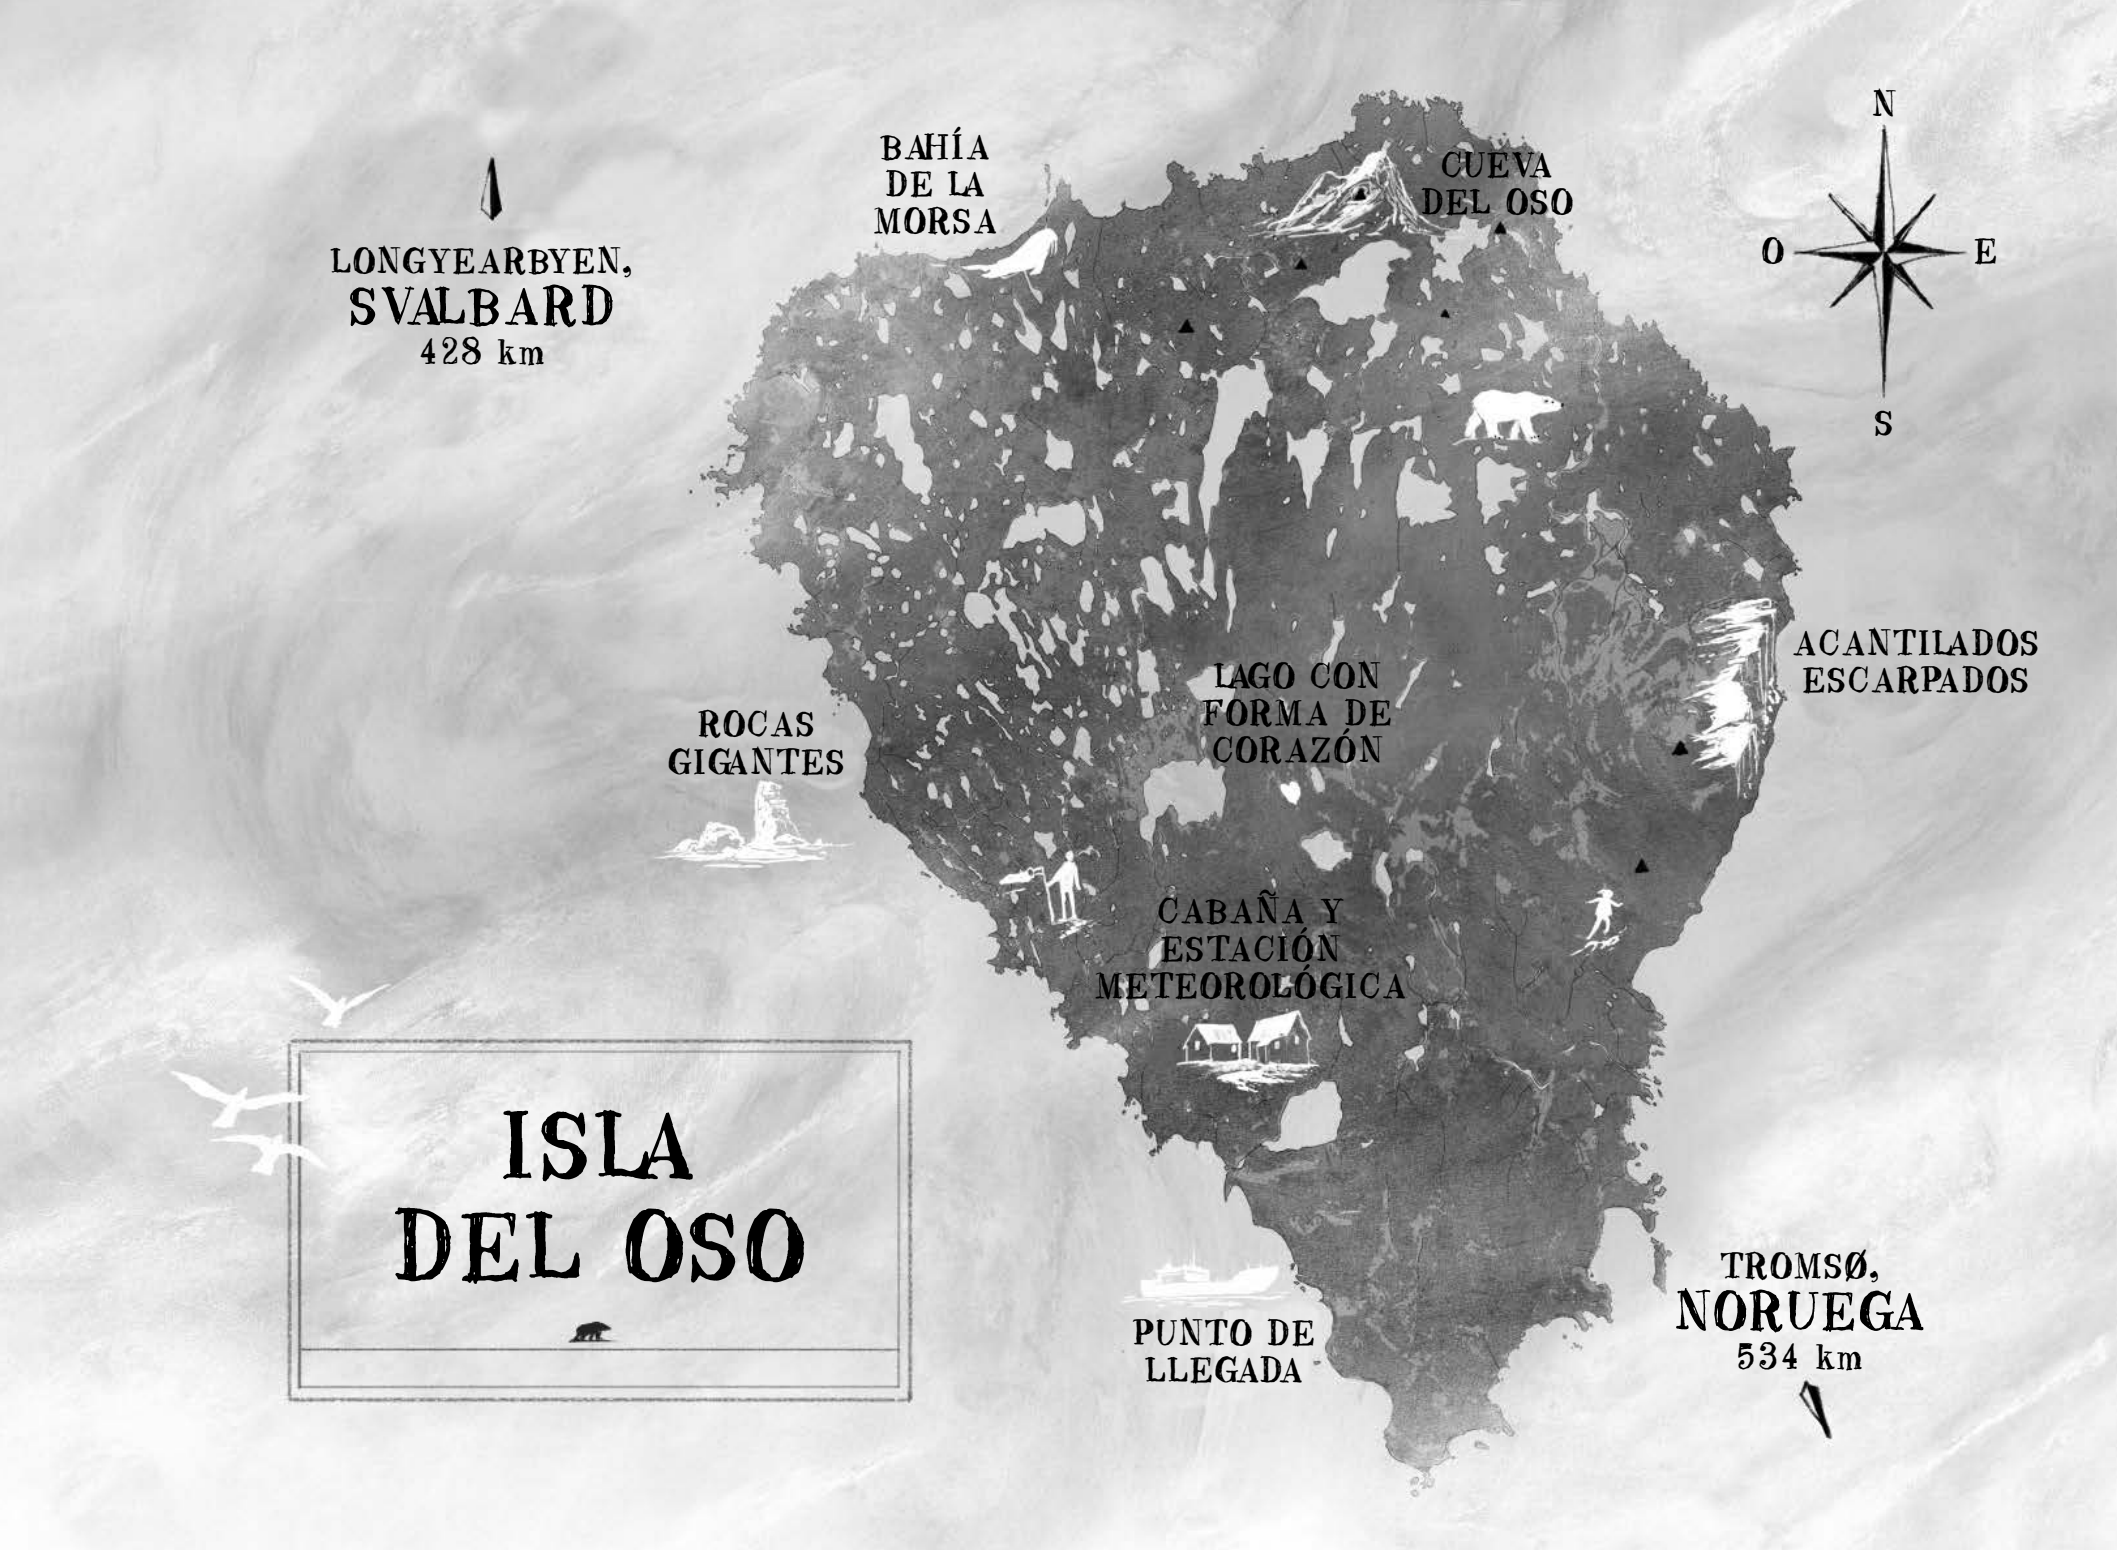 N
O
E
S
BAHÍA
DE LA
MORSA
CUEVA
DEL OSO
LONGYEARBYEN,
SVALBARD
428 km
ACANTILADOS
ESCARPADOS
LAGO CON
FORMA DE
CORAZÓN
ROCAS
GIGANTES
CABAÑA Y
ESTACIÓN
METEOROLÓGICA
ISLA
DEL OSO
PUNTO DE
LLEGADA
TROMSØ,
NORUEGA
534 km